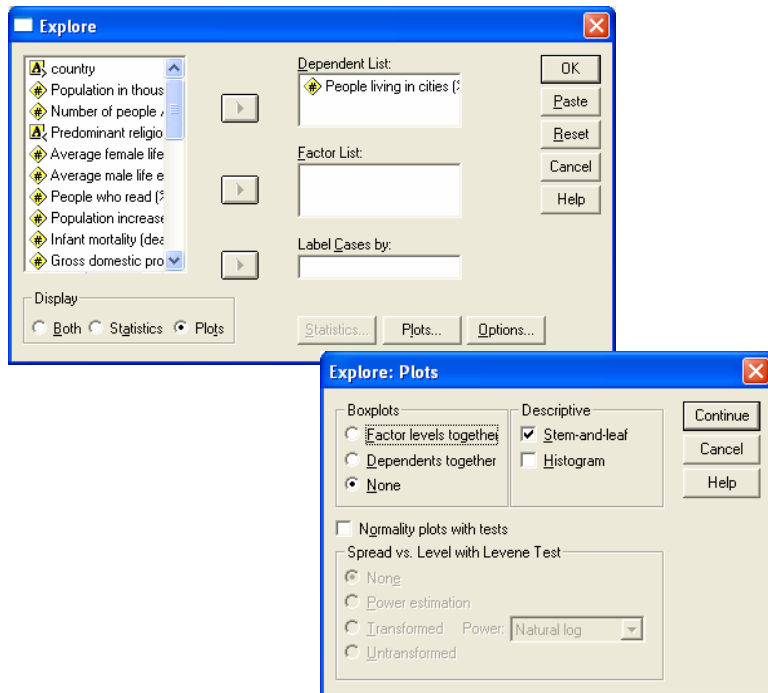 Explore
country
Population in thous
Number of people
Predominant religio
Average female life
Average male life e
People who read (%
Population increase
Infant mortality (dea
Gross domestic pro
Dependent List:
People living in cities (%
Factor List:
Label Cases by:
OK
Paste
Reset
Cancel
Help
Display
Both Statistics Plots
Statistics... Plots... Options...
Explore: Plots
Boxplots
Factor levels together
Dependents together
None
Descriptive
Stem-and-leaf
Histogram
Continue
Cancel
Help
Normality plots with tests
Spread vs. Level with Levene Test
None
Power estimation
Transformed Power: Natural log
Untransformed